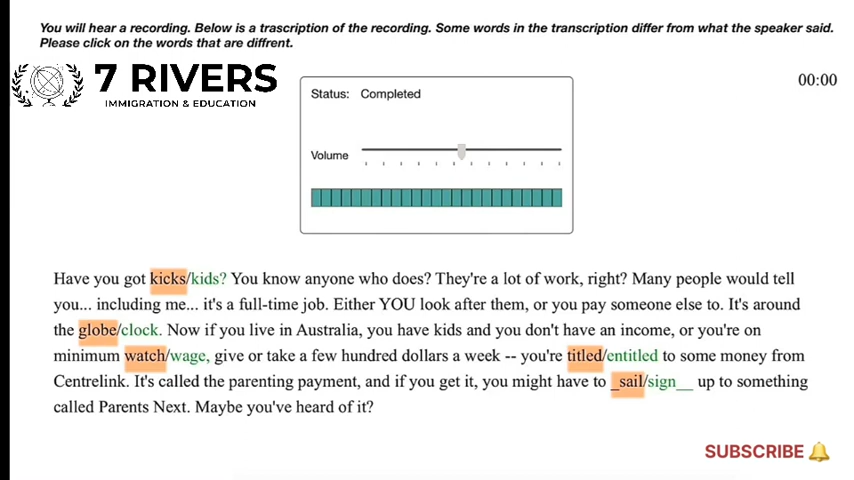 You will hear a recording. Below is a trascription of the recording. Some words in the transcription differ from what the speaker said.
Please click on the words that are diffrent.
7 RIVERS
IMMIGRATION & EDUCATION
00:00
Status: Completed
Volume
Have you got kicks/kids? You know anyone who does? They're a lot of work, right? Many people would tell
you... including me... it's a full-time job. Either YOU look after them, or you pay someone else to. It's around
the globe/clock. Now if you live in Australia, you have kids and you don't have an income, or you're on
minimum watch/wage, give or take a few hundred dollars a week -- you're titled/entitled to some money from
Centrelink. It's called the parenting payment, and if you get it, you might have to _sail/sign__ up to something
called Parents Next. Maybe you've heard of it?
SUBSCRIBE